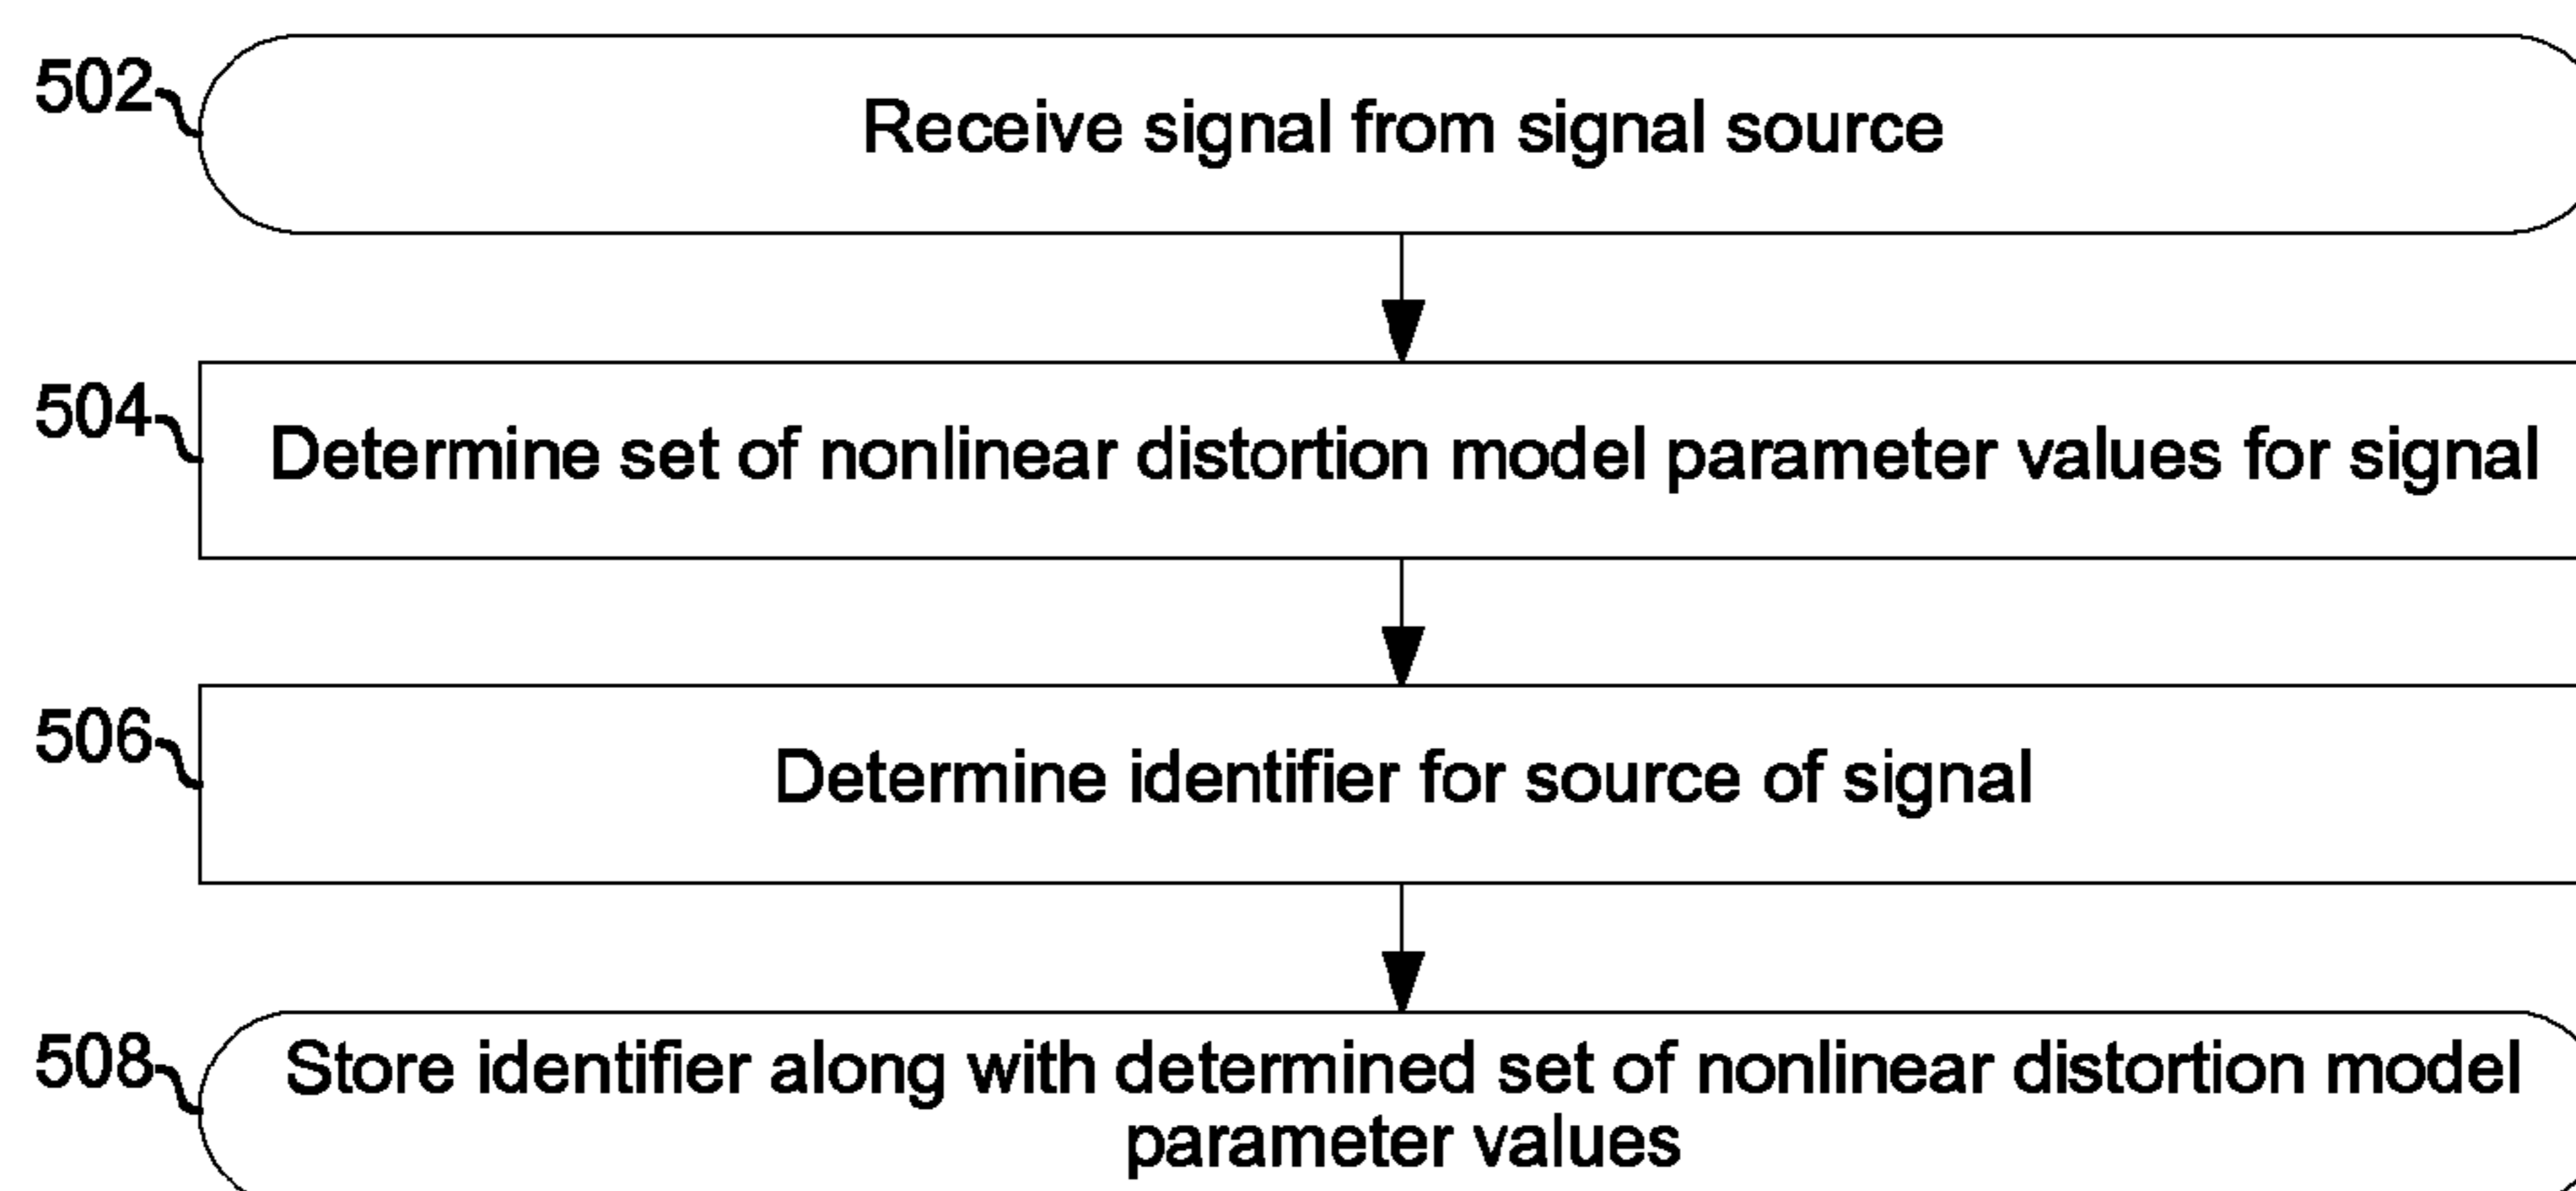 502
Receive signal from signal source
504
Determine set of nonlinear distortion model parameter values for signal
506
Determine identifier for source of signal
508
Store identifier along with determined set of nonlinear distortion model
parameter values